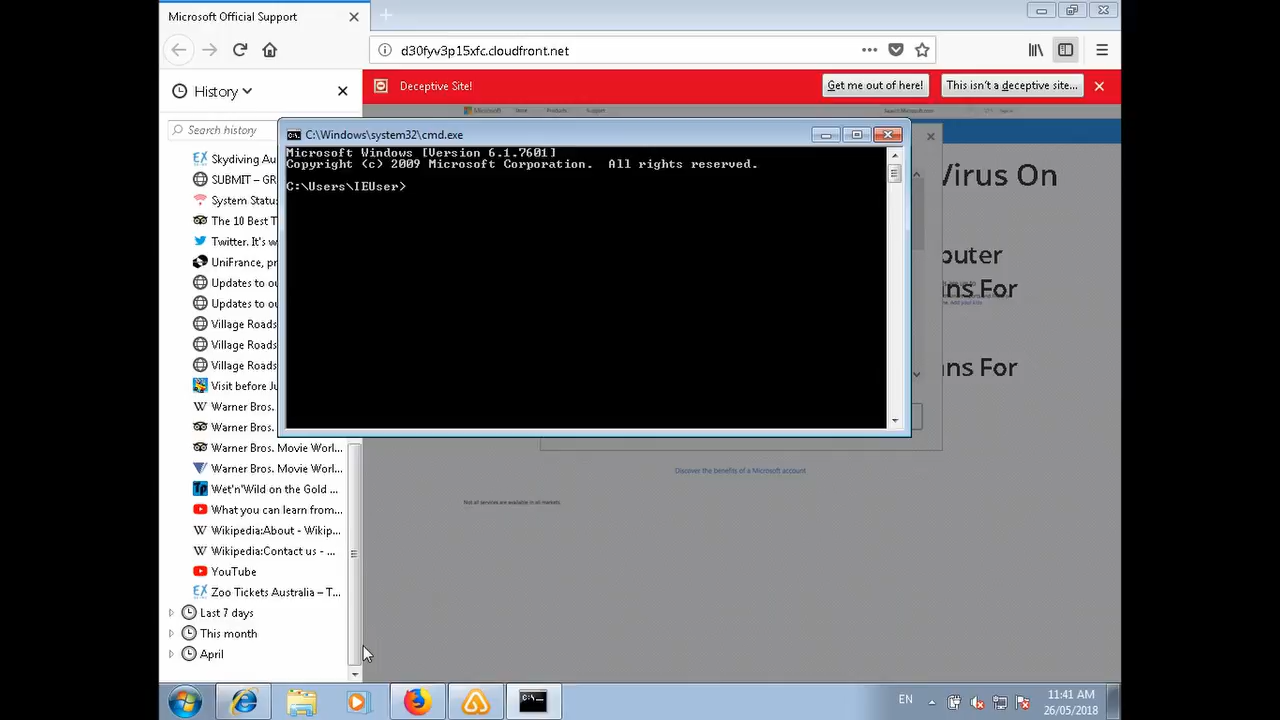 Microsoft Official Support
d30fyv3p15xfc.cloudfront.net
History
Deceptive Site!
Get me out of here!
This isn't a deceptive site...
Search history
Microsoft
Products
Support
C:\Windows\system32\cmd.exe
Microsoft Windows [Version 6.1.7601]
Copyright (c) 2009 Microsoft Corporation.  All rights reserved.
C:\Users\IEUser>
Skydiving Au
SUBMIT – GR
System Status
The 10 Best T
Twitter. It's w
UniFrance, pr
Updates to ou
Updates to ou
Village Roads
Village Roads
Village Roads
Visit before Ju
Warner Bros.
Warner Bros.
Warner Bros. Movie Worl...
Warner Bros. Movie Worl...
Wet'n'Wild on the Gold ...
What you can learn from...
Wikipedia:About - Wikip...
Wikipedia:Contact us - ...
YouTube
Zoo Tickets Australia – T...
Last 7 days
This month
April
Virus On
puter
ns For
ns For
Discover the benefits of a Microsoft account
Not all services are available in all markets.
EN
11:41 AM
26/05/2018